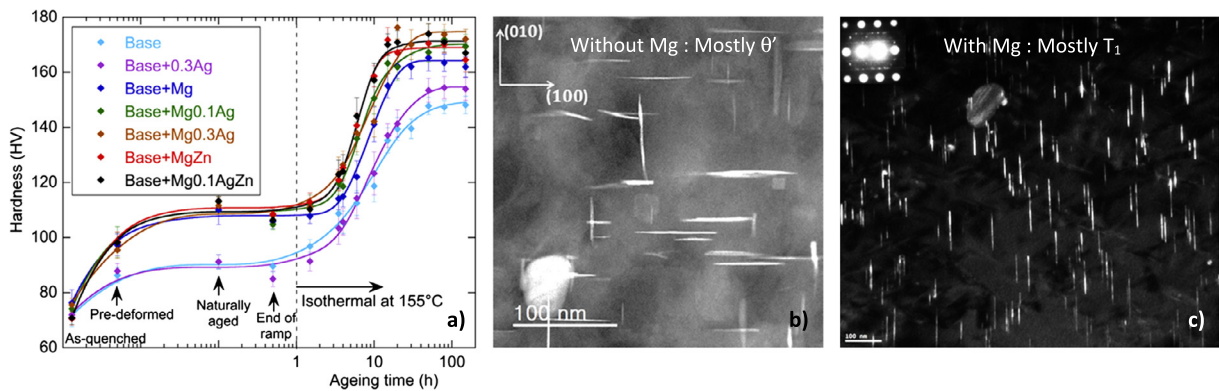 180
160
140
120
100
80
60
Hardness (HV)
Base
Base+0.3Ag
Base+Mg
Base+Mg0.1Ag
Base+Mg0.3Ag
Base+MgZn
Base+Mg0.1AgZn
Isothermal at 155°C
Pre-deformed
Naturally
aged
End of
ramp
As-quenched
a)
1
10
100
Ageing time (h)
Without Mg : Mostly θ’
(010)
(100)
100 nm
b)
With Mg : Mostly T₁
100 nm
c)